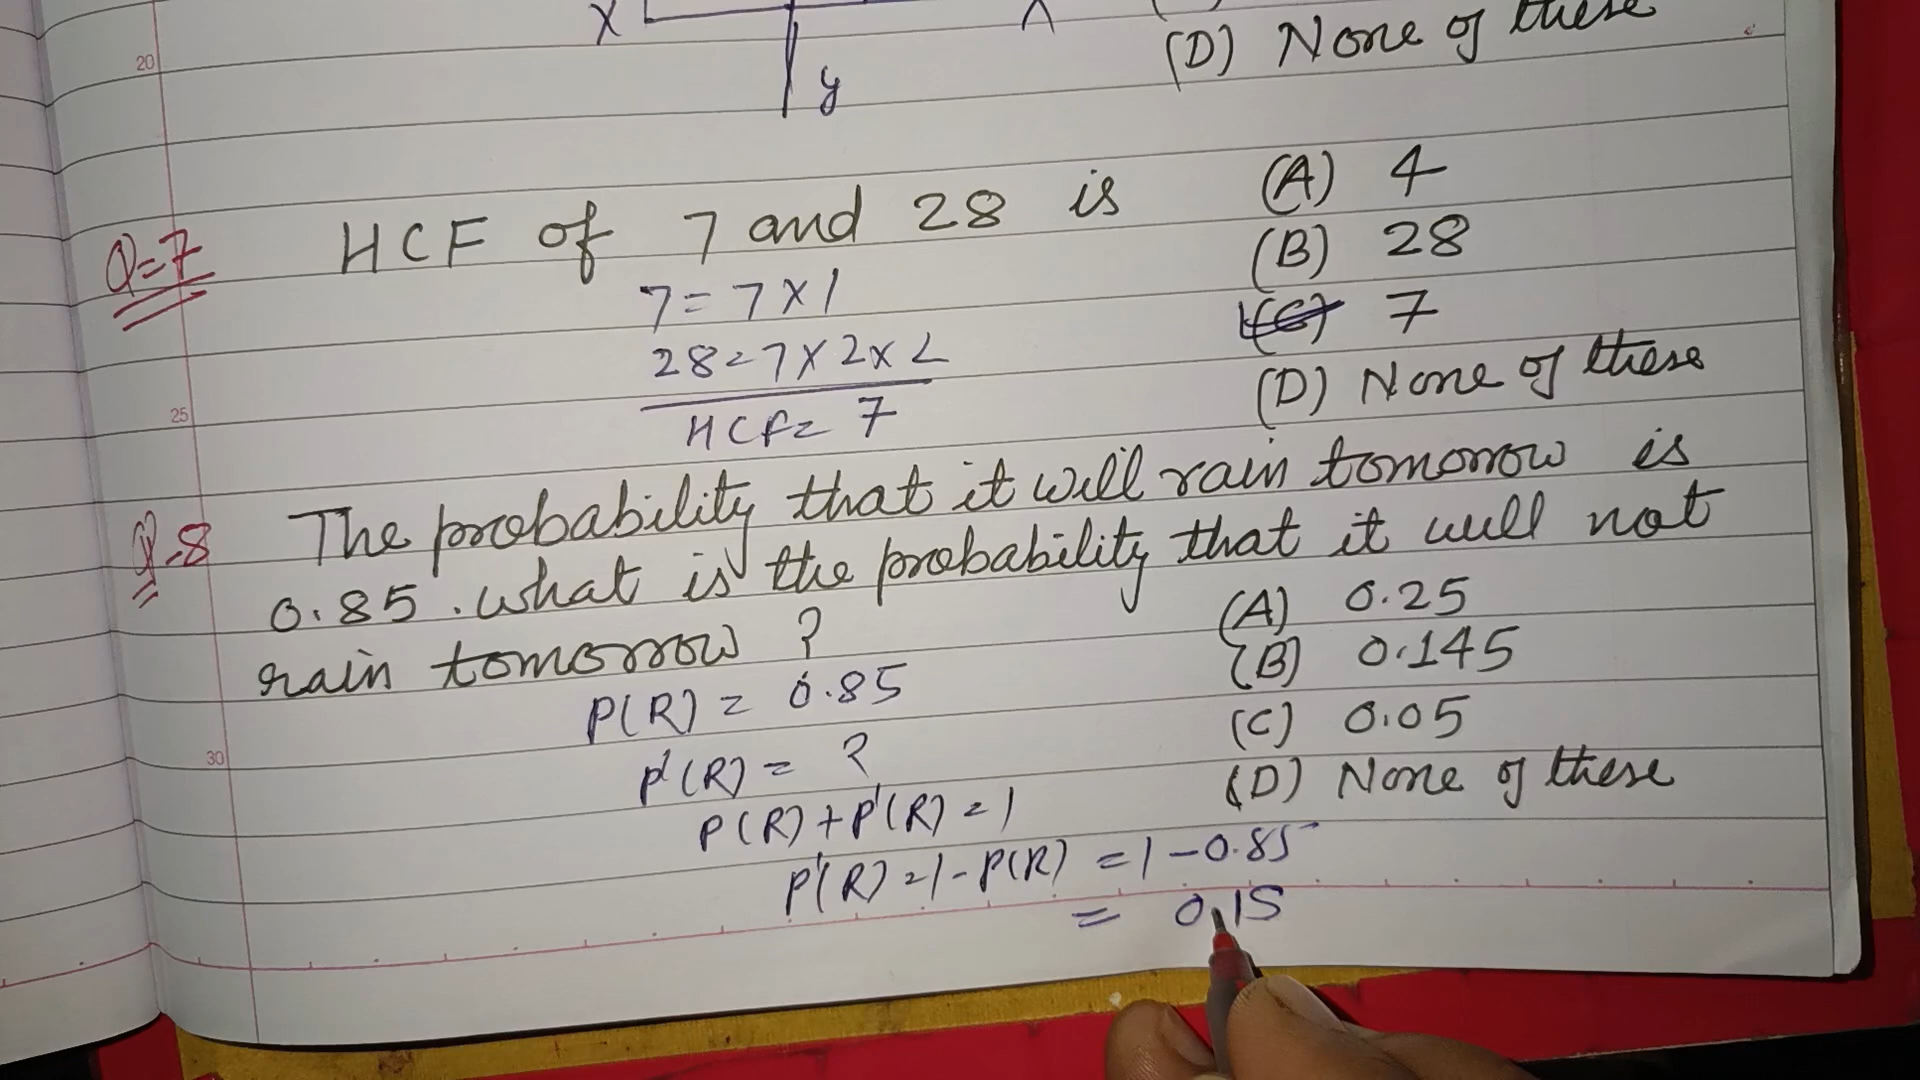 X
y
(D) None of these
20
Q=7 HCF of 7 and 28 is
(A) 4
(B) 28
(C) 7
(D) None of these
7 = 7 X 1
28 = 7 X 2 x 2
HCF = 7
25
Q.8 The probability that it will rain tomorrow is
0.85. what is the probability that it will not
rain tomorrow ?
(A) 0.25
(B) 0.145
(C) 0.05
(D) None of these
P(R) = 0.85
P'(R) = ?
P(R) + P'(R) = 1
P'(R) = 1 - P(R) = 1 - 0.85
= 0.15
30